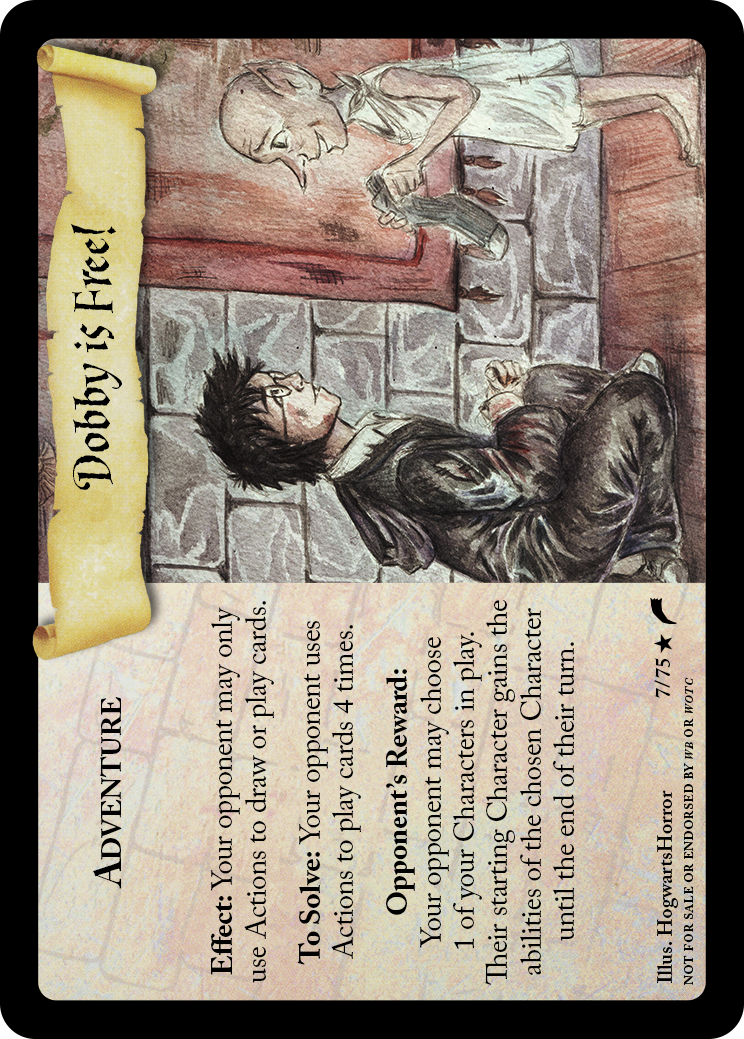 Dobby is Free!
ADVENTURE
Effect: Your opponent may only
use Actions to draw or play cards.
To Solve: Your opponent uses
Actions to play cards 4 times.
Opponent's Reward:
Your opponent may choose
1 of your Characters in play.
Their starting Character gains the
abilities of the chosen Character
until the end of their turn.
Illus. HogwartsHorror 7/75 ★
NOT FOR SALE OR ENDORSED BY WB OR WOTC